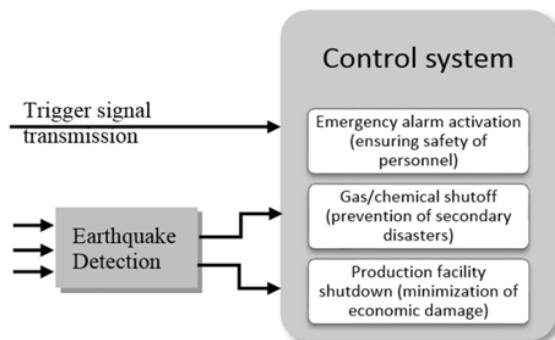 Control system
Trigger signal
transmission
Emergency alarm activation
(ensuring safety of
personnel)
Gas/chemical shutoff
(prevention of secondary
disasters)
Earthquake
Detection
Production facility
shutdown (minimization of
economic damage)